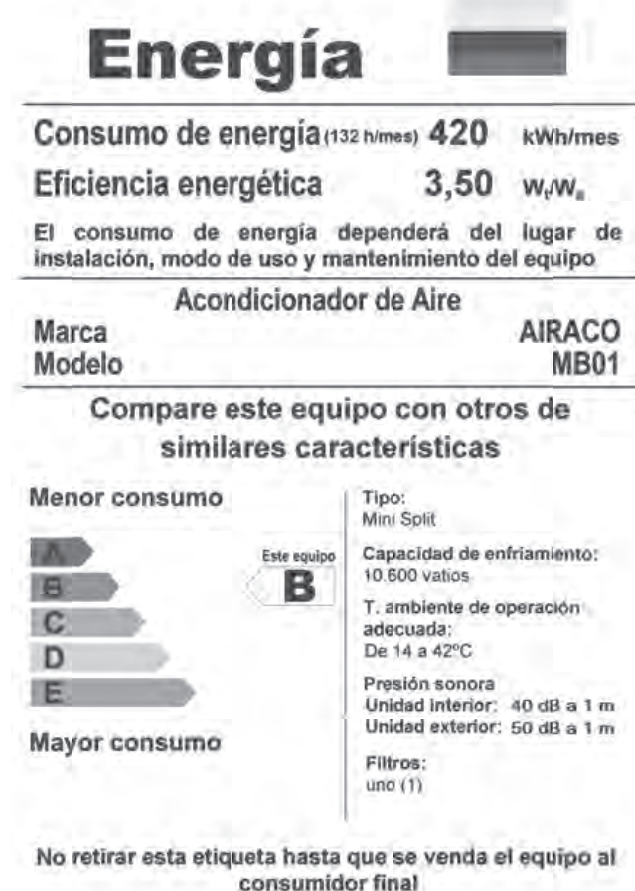 Energía
Consumo de energía (132 h/mes) 420 kWh/mes
Eficiencia energética 3,50 Wt/We
El consumo de energía dependerá del lugar de
instalación, modo de uso y mantenimiento del equipo
Acondicionador de Aire
Marca AIRACO
Modelo MB01
Compare este equipo con otros de
similares características
Menor consumo
A
B
C
D
E
Mayor consumo
Este equipo
B
Tipo:
Mini Split
Capacidad de enfriamiento:
10.600 vatios
T. ambiente de operación
adecuada:
De 14 a 42ºC
Presión sonora
Unidad interior: 40 dB a 1 m
Unidad exterior: 50 dB a 1 m
Filtros:
uno (1)
No retirar esta etiqueta hasta que se venda el equipo al
consumidor final